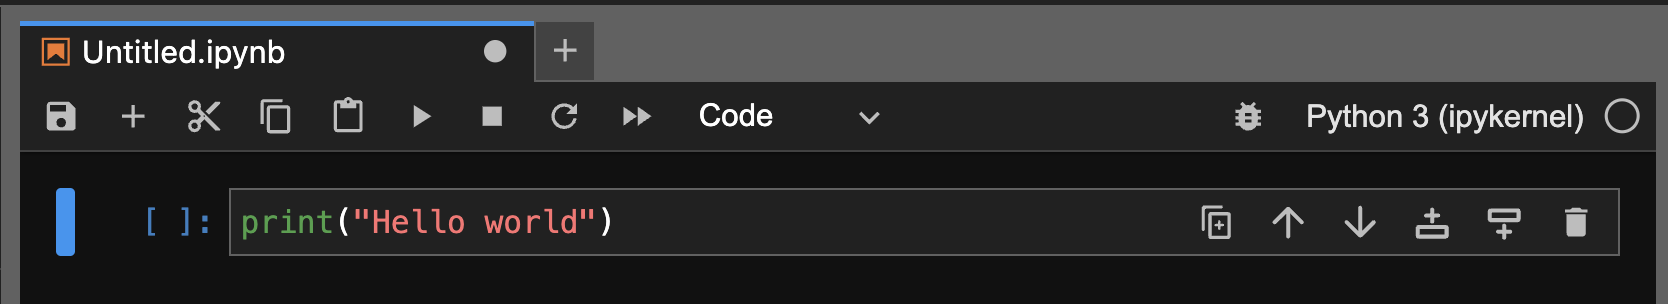 Untitled.ipynb
Code
Python 3 (ipykernel)
[ ]: print("Hello world")